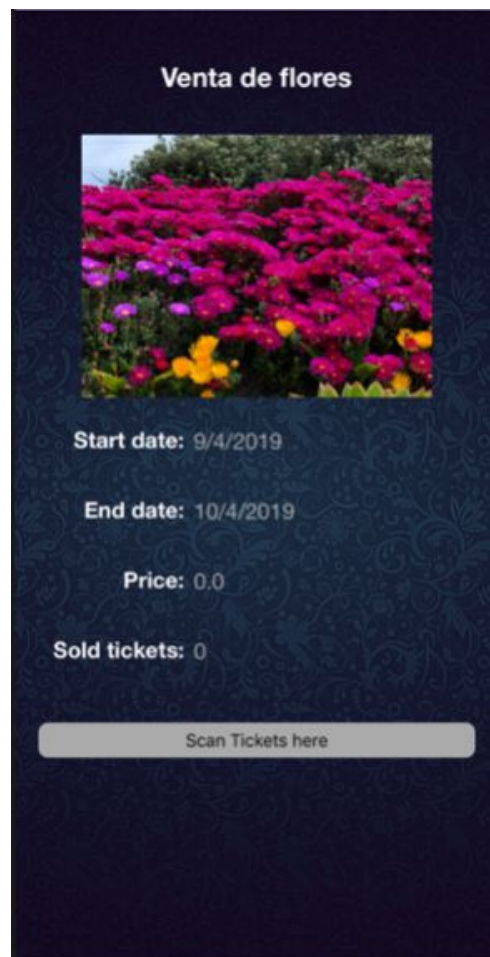 Venta de flores
Start date: 9/4/2019
End date: 10/4/2019
Price: 0.0
Sold tickets: 0
Scan Tickets here